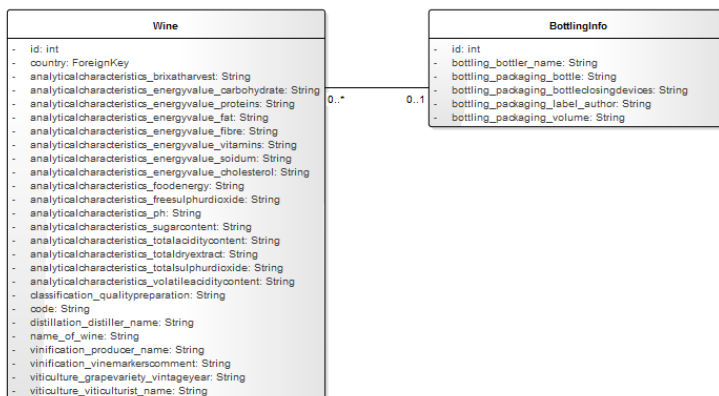 Wine
- id: int
- country: ForeignKey
- analyticalcharacteristics_brixatharvest: String
- analyticalcharacteristics_energyvalue_carbohydrate: String
- analyticalcharacteristics_energyvalue_proteins: String
- analyticalcharacteristics_energyvalue_fat: String
- analyticalcharacteristics_energyvalue_fibre: String
- analyticalcharacteristics_energyvalue_vitamins: String
- analyticalcharacteristics_energyvalue_soidum: String
- analyticalcharacteristics_energyvalue_cholesterol: String
- analyticalcharacteristics_foodenergy: String
- analyticalcharacteristics_freesulphurdioxide: String
- analyticalcharacteristics_ph: String
- analyticalcharacteristics_sugarcontent: String
- analyticalcharacteristics_totalaciditycontent: String
- analyticalcharacteristics_totaldryextract: String
- analyticalcharacteristics_totalsulphurdioxide: String
- analyticalcharacteristics_volatileaciditycontent: String
- classification_qualitypreparation: String
- code: String
- distillation_distiller_name: String
- name_of_wine: String
- vinification_producer_name: String
- vinification_vinemarkerscomment: String
- viticulture_grapevariety_vintageyear: String
- viticulture_viticulturist_name: String
0..*
0..1
BottlingInfo
- id: int
- bottling_bottler_name: String
- bottling_packaging_bottle: String
- bottling_packaging_bottleclosingdevices: String
- bottling_packaging_label_author: String
- bottling_packaging_volume: String